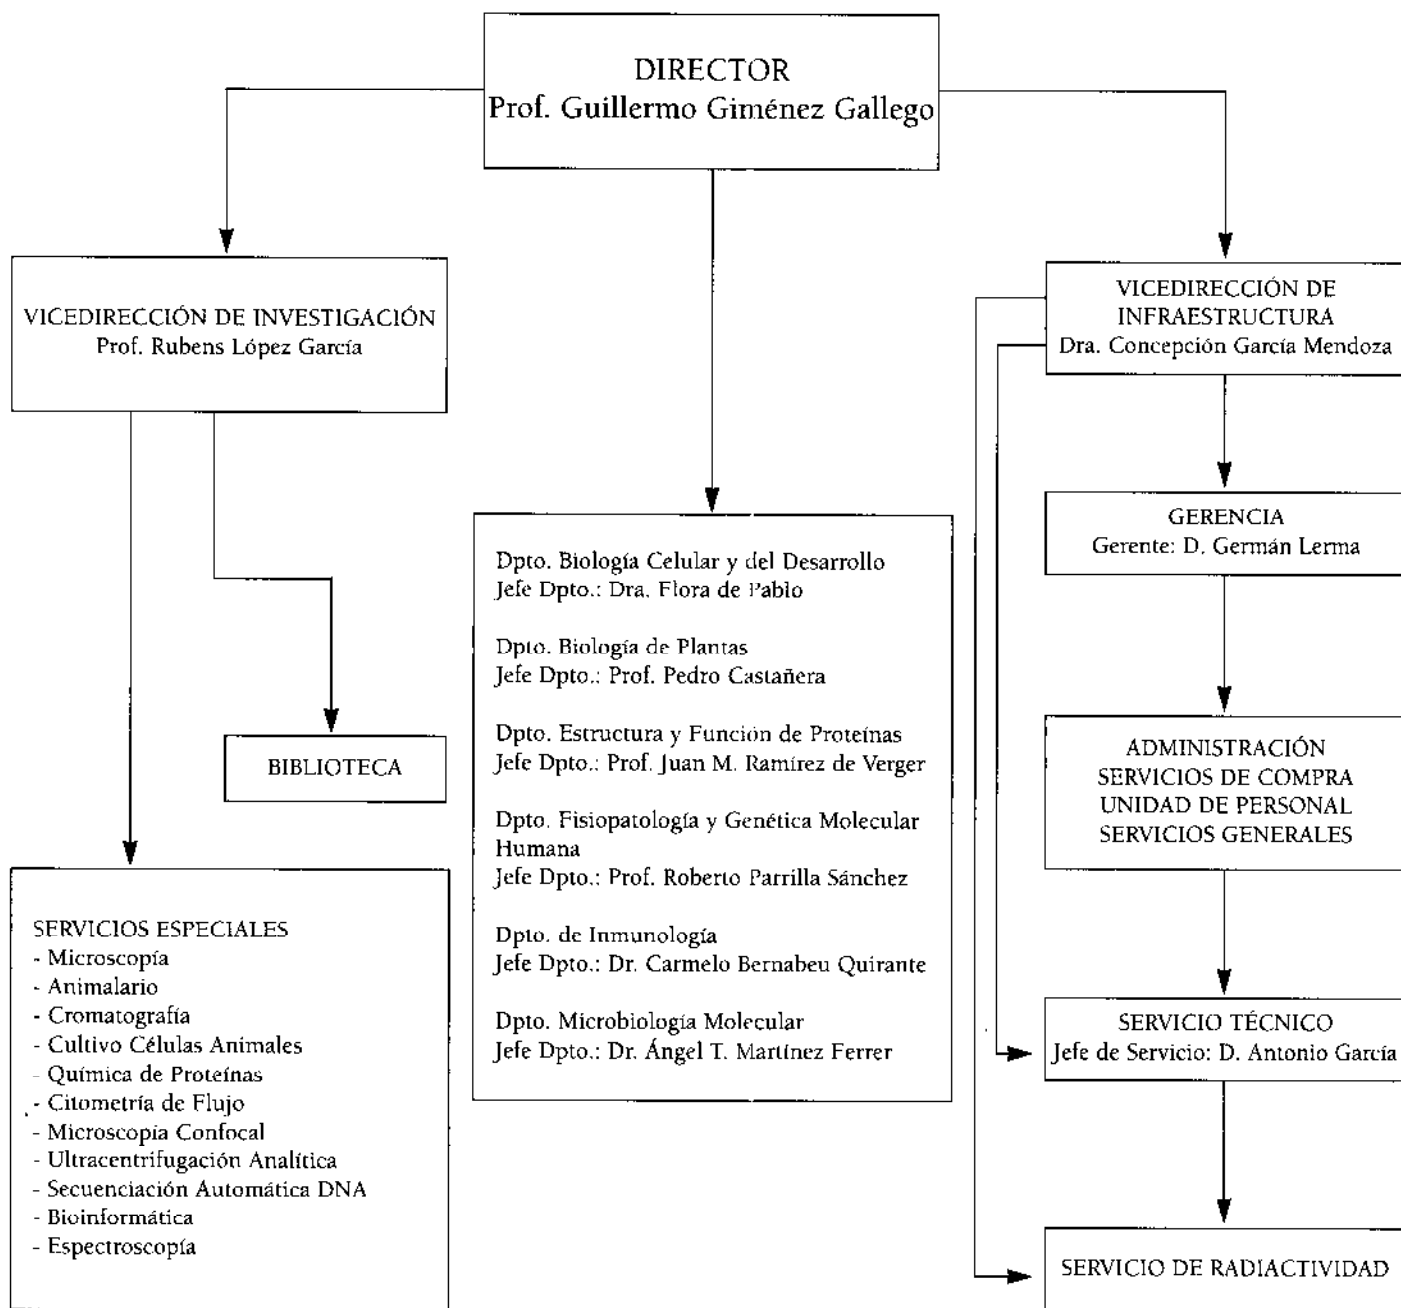 DIRECTOR
Prof. Guillermo Giménez Gallego
VICEDIRECCIÓN DE INVESTIGACIÓN
Prof. Rubens López García
VICEDIRECCIÓN DE
INFRAESTRUCTURA
Dra. Concepción García Mendoza
GERENCIA
Gerente: D. Germán Lerma
Dpto. Biología Celular y del Desarrollo
Jefe Dpto.: Dra. Flora de Pablo
Dpto. Biología de Plantas
Jefe Dpto.: Prof. Pedro Castañera
Dpto. Estructura y Función de Proteínas
Jefe Dpto.: Prof. Juan M. Ramírez de Verger
Dpto. Fisiopatología y Genética Molecular
Humana
Jefe Dpto.: Prof. Roberto Parrilla Sánchez
Dpto. de Inmunología
Jefe Dpto.: Dr. Carmelo Bernabeu Quirante
Dpto. Microbiología Molecular
Jefe Dpto.: Dr. Ángel T. Martínez Ferrer
BIBLIOTECA
ADMINISTRACIÓN
SERVICIOS DE COMPRA
UNIDAD DE PERSONAL
SERVICIOS GENERALES
SERVICIOS ESPECIALES
- Microscopía
- Animalario
- Cromatografía
- Cultivo Células Animales
- Química de Proteínas
- Citometría de Flujo
- Microscopía Confocal
- Ultracentrifugación Analítica
- Secuenciación Automática DNA
- Bioinformática
- Espectroscopía
SERVICIO TÉCNICO
Jefe de Servicio: D. Antonio García
SERVICIO DE RADIACTIVIDAD